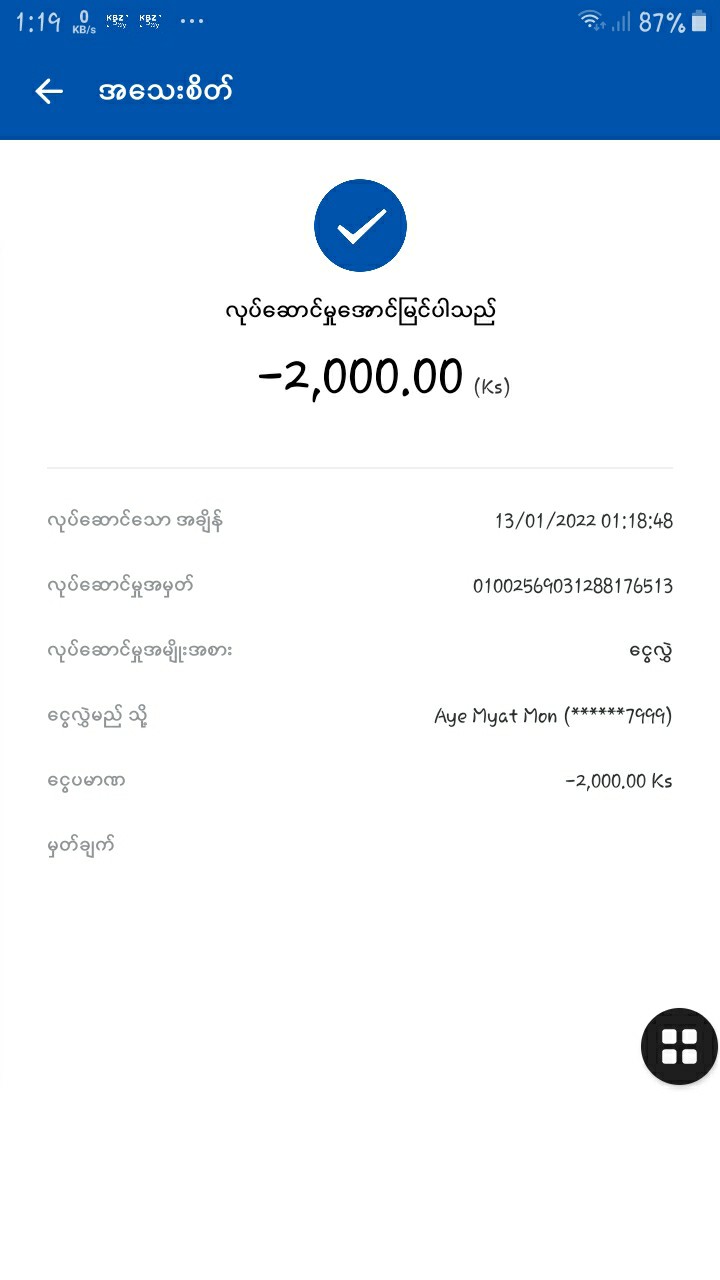 1:19 0 KB/s KBZ KBZ ... 87%
အသေးစိတ်
လုပ်ဆောင်မှုအောင်မြင်ပါသည်
-2,000.00 (Ks)
လုပ်ဆောင်သော အချိန် 13/01/2022 01:18:48
လုပ်ဆောင်မှုအမှတ် 01002569031288176513
လုပ်ဆောင်မှုအမျိုးအစား ငွေလွှဲ
ငွေလွှဲမည် သို့ Aye Myat Mon (******7999)
ငွေပမာဏ -2,000.00 Ks
မှတ်ချက်